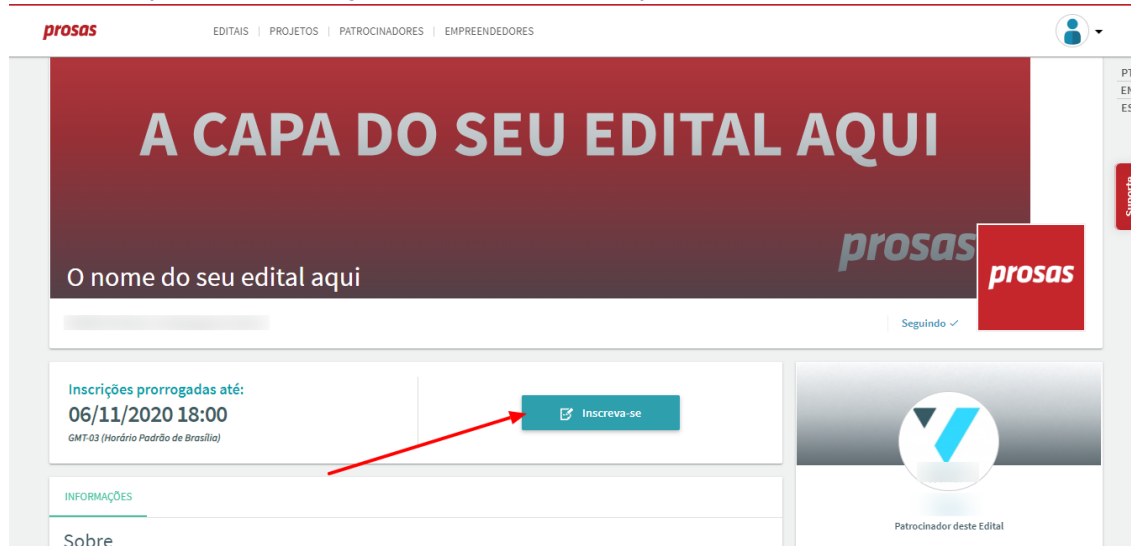 prosas
EDITAIS | PROJETOS | PATROCINADORES | EMPREENDEDORES
PT
EN
ES
A CAPA DO SEU EDITAL AQUI
Suporte
prosas
prosas
O nome do seu edital aqui
Seguindo
Inscrições prorrogadas até:
06/11/2020 18:00
GMT-03 (Horário Padrão de Brasília)
Inscreva-se
INFORMAÇÕES
Patrocinador deste Edital
Sobre